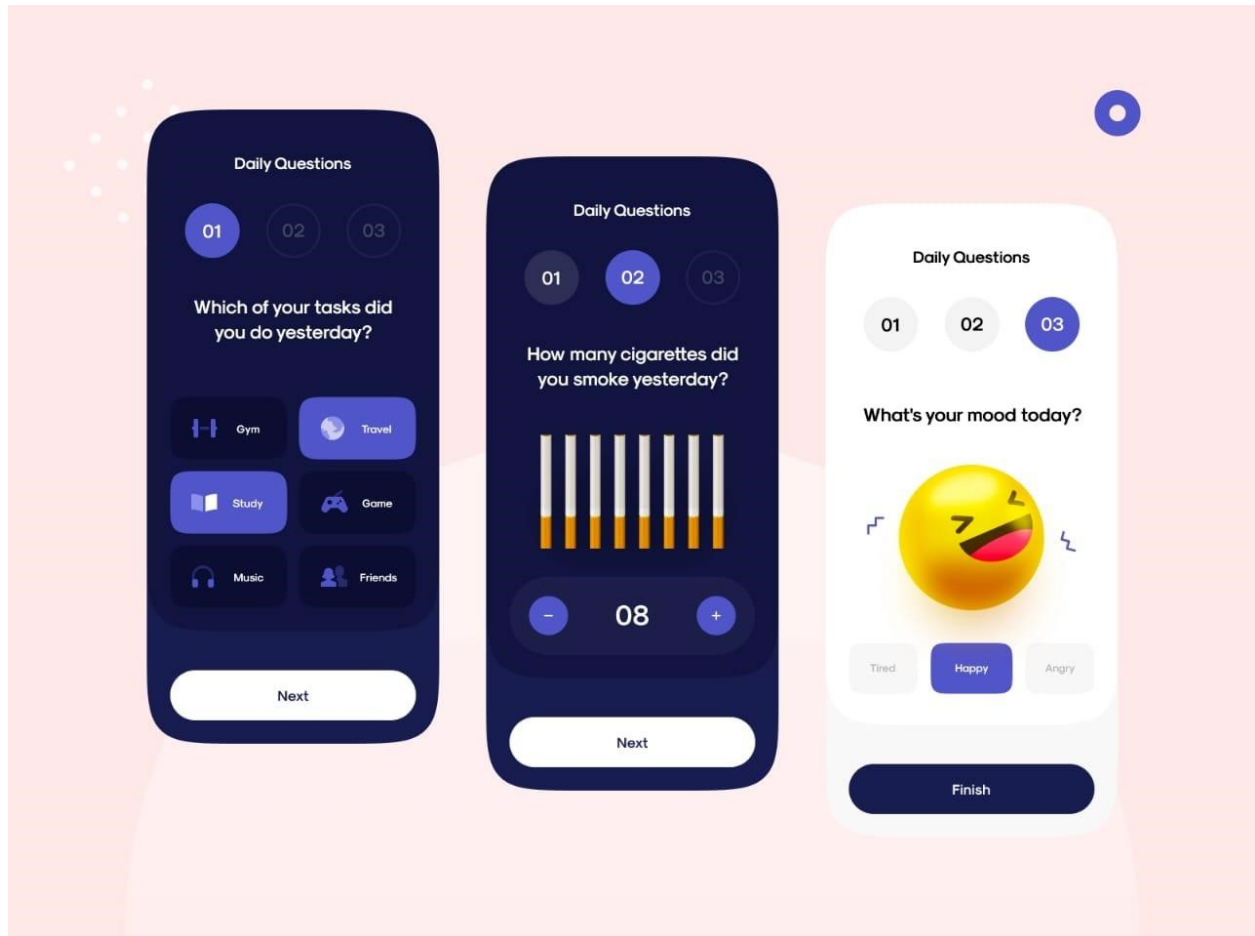 Daily Questions
01 02 03
Which of your tasks did
you do yesterday?
Gym Travel
Study Game
Music Friends
Next
Daily Questions
01 02 03
How many cigarettes did
you smoke yesterday?
− 08 +
Next
Daily Questions
01 02 03
What's your mood today?
Tired Happy Angry
Finish